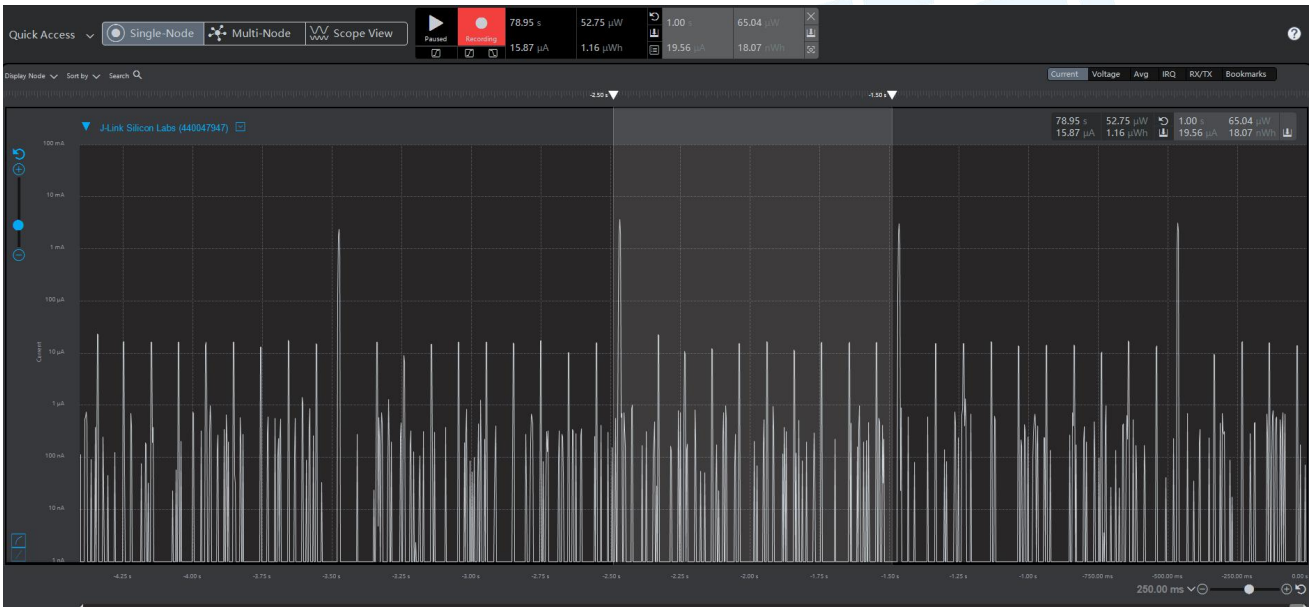 Quick Access Single-Node Multi-Node Scope View
Paused Recording
78.95 s 52.75 µW 1.00 s 65.04 µW
15.87 µA 1.16 µWh 19.56 µA 18.07 nWh
?
Display Node Sort by Search
Current Voltage Avg IRQ RX/TX Bookmarks
-2.50 s -1.50 s
J-Link Silicon Labs (440047947)
78.95 s 52.75 µW 1.00 s 65.04 µW
15.87 µA 1.16 µWh 19.56 µA 18.07 nWh
100 mA
10 mA
1 mA
100 µA
Current
10 µA
1 µA
100 nA
10 nA
1 nA
-4.25 s -4.00 s -3.75 s -3.50 s -3.25 s -3.00 s -2.75 s -2.50 s -2.25 s -2.00 s -1.75 s -1.50 s -1.25 s -1.00 s -750.00 ms -500.00 ms -250.00 ms 0.00 s
250.00 ms